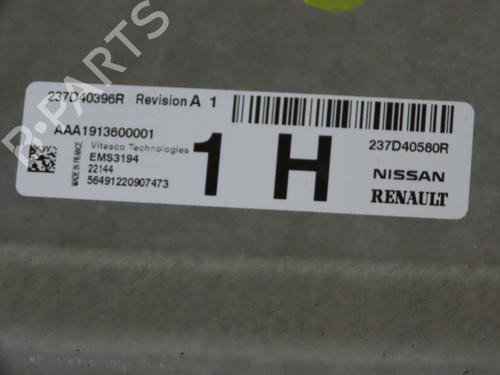 237D40396R Revision A 1
AAA1913600001
Vitesco Technologies
EMS3194
22144
56491220907473
MADE IN FRANCE
1 H
237D40580R
NISSAN
RENAULT
R-PARTS